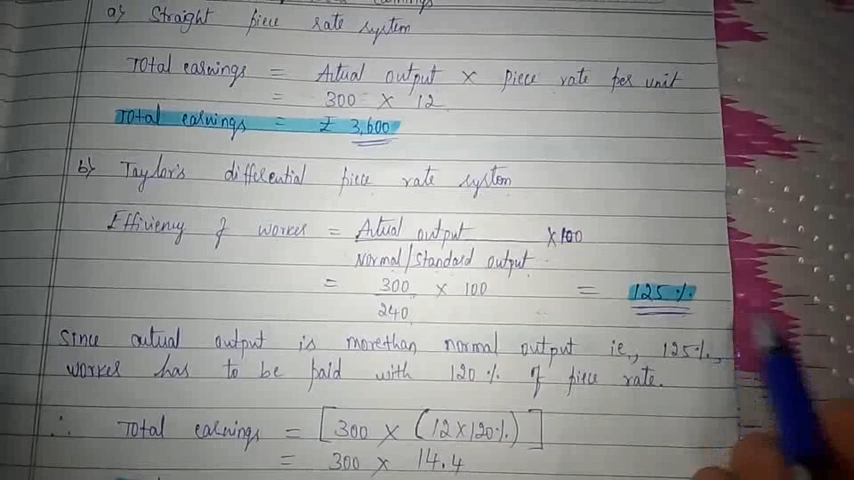 earnings
a) Straight piece rate system
Total earnings = Actual output × piece rate per unit
= 300 × 12
Total earnings = ₹ 3,600
b) Taylor's differential piece rate system
Efficiency of worker = Actual output × 100
Normal/Standard output
= 300 × 100 = 125 %
240
Since actual output is more than normal output ie., 125%,
worker has to be paid with 120 % of piece rate.
∴ Total earnings = [300 × (12×120%)]
= 300 × 14.4